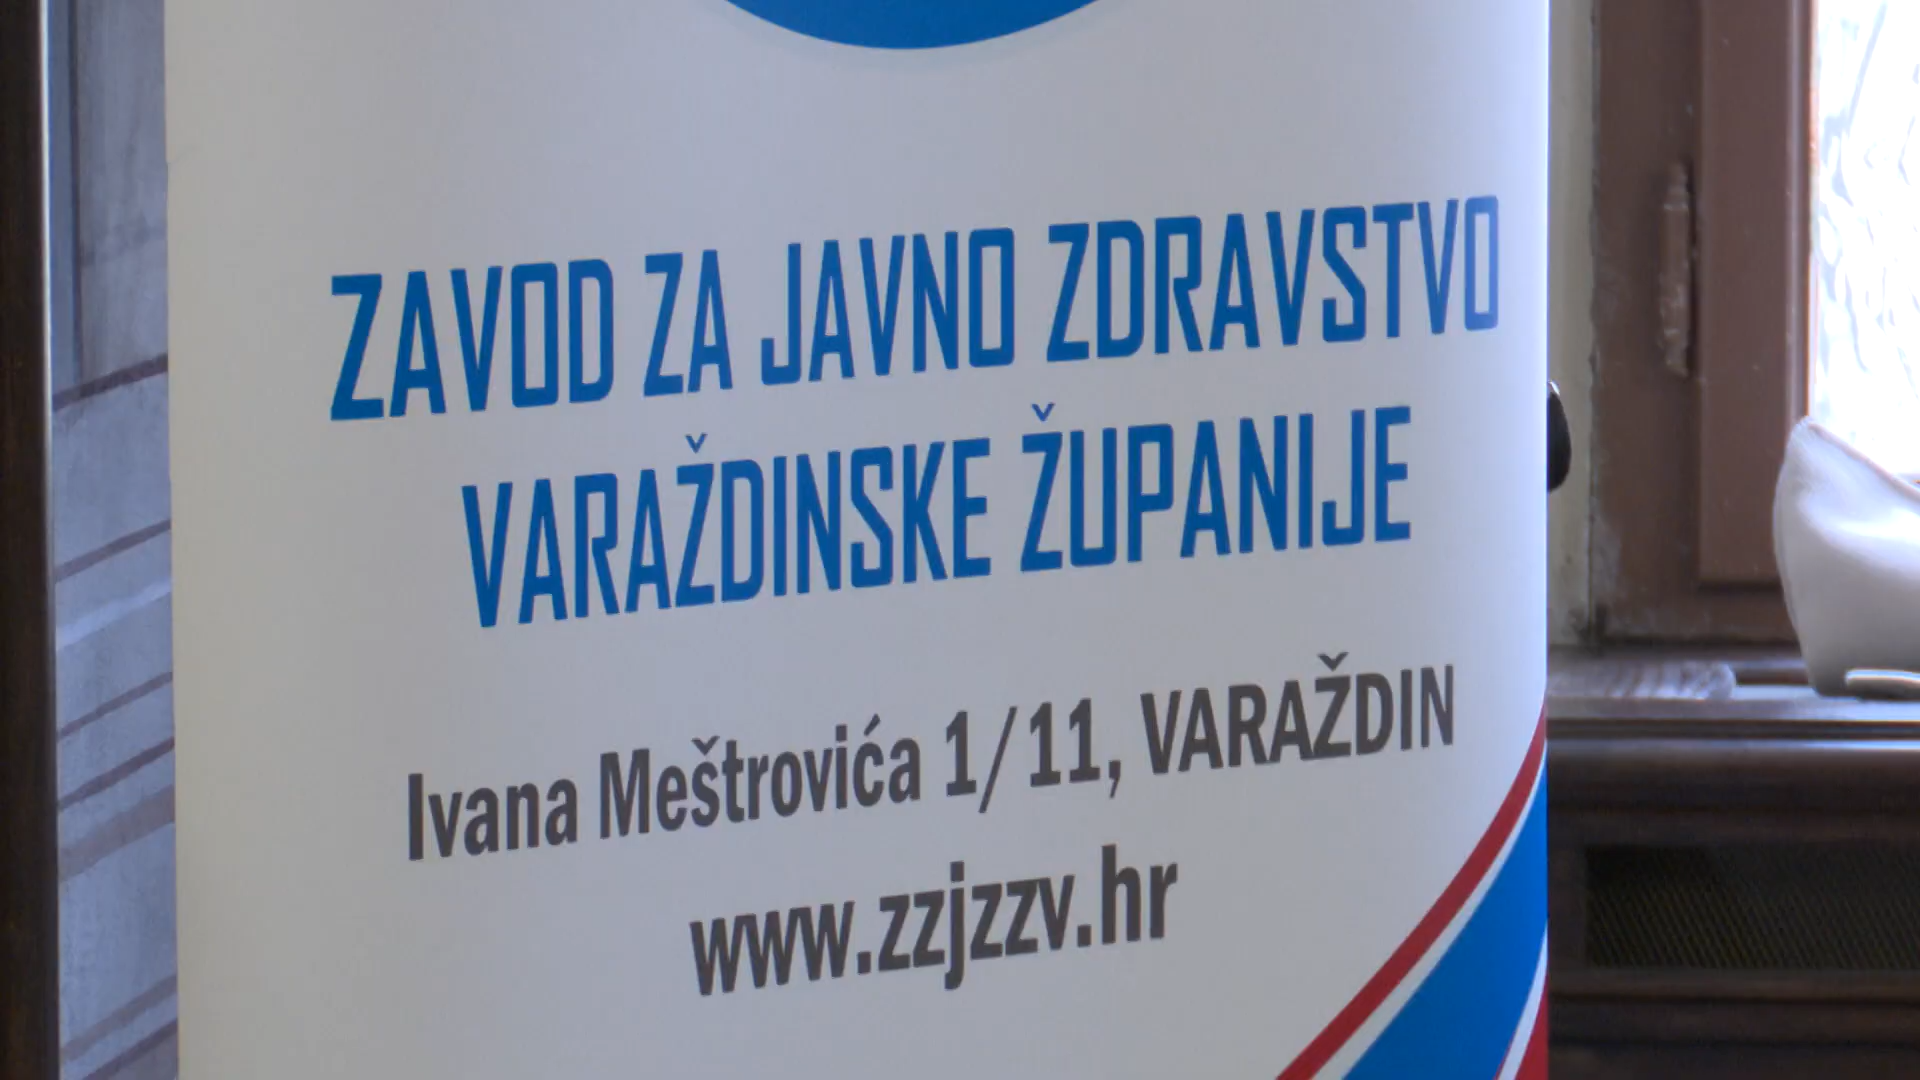 ZAVOD ZA JAVNO ZDRAVSTVO
VARAŽDINSKE ŽUPANIJE
Ivana Meštrovića 1/11, VARAŽDIN
www.zzjzzv.hr